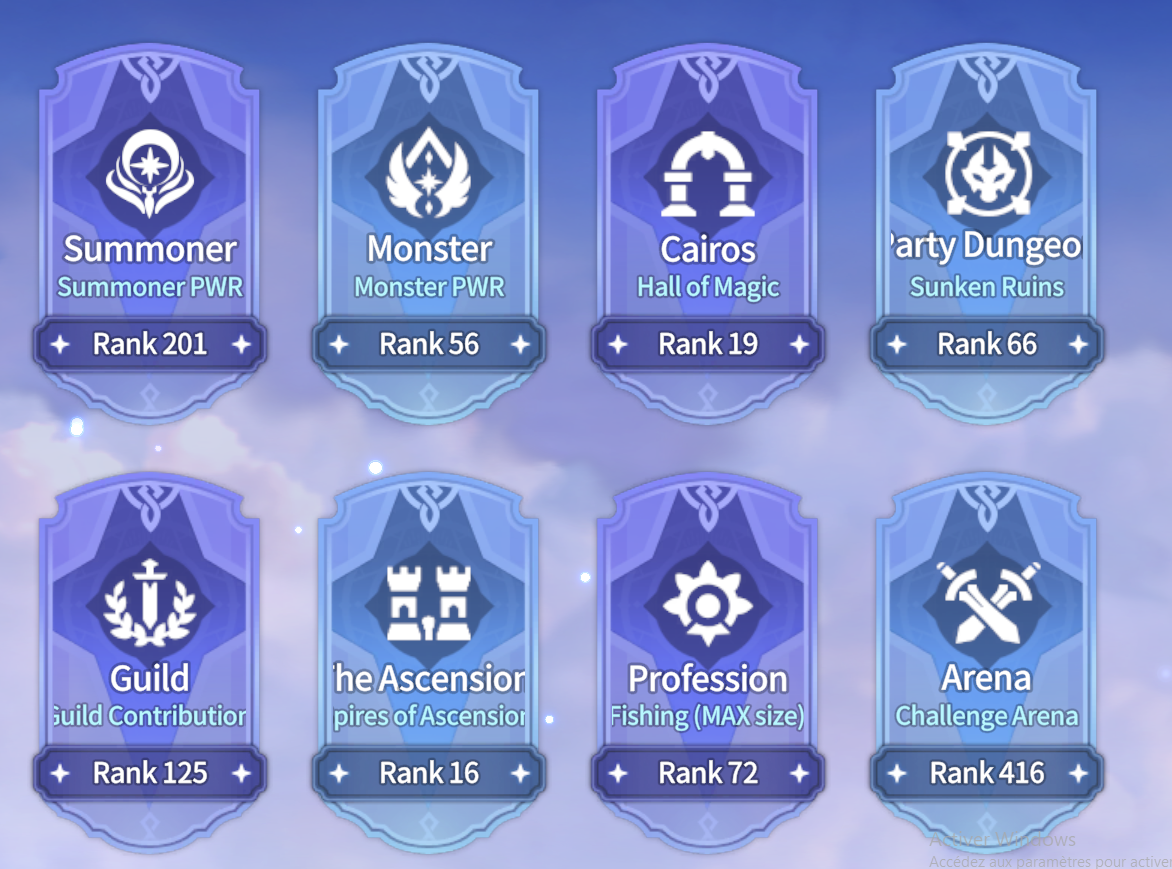 Summoner
Summoner PWR
Rank 201
Monster
Monster PWR
Rank 56
Cairos
Hall of Magic
Rank 19
Party Dungeo
Sunken Ruins
Rank 66
Guild
Guild Contribution
Rank 125
he Ascension
pires of Ascension
Rank 16
Profession
Fishing (MAX size)
Rank 72
Arena
Challenge Arena
Rank 416
Activer Windows
Accédez aux paramètres pour activer